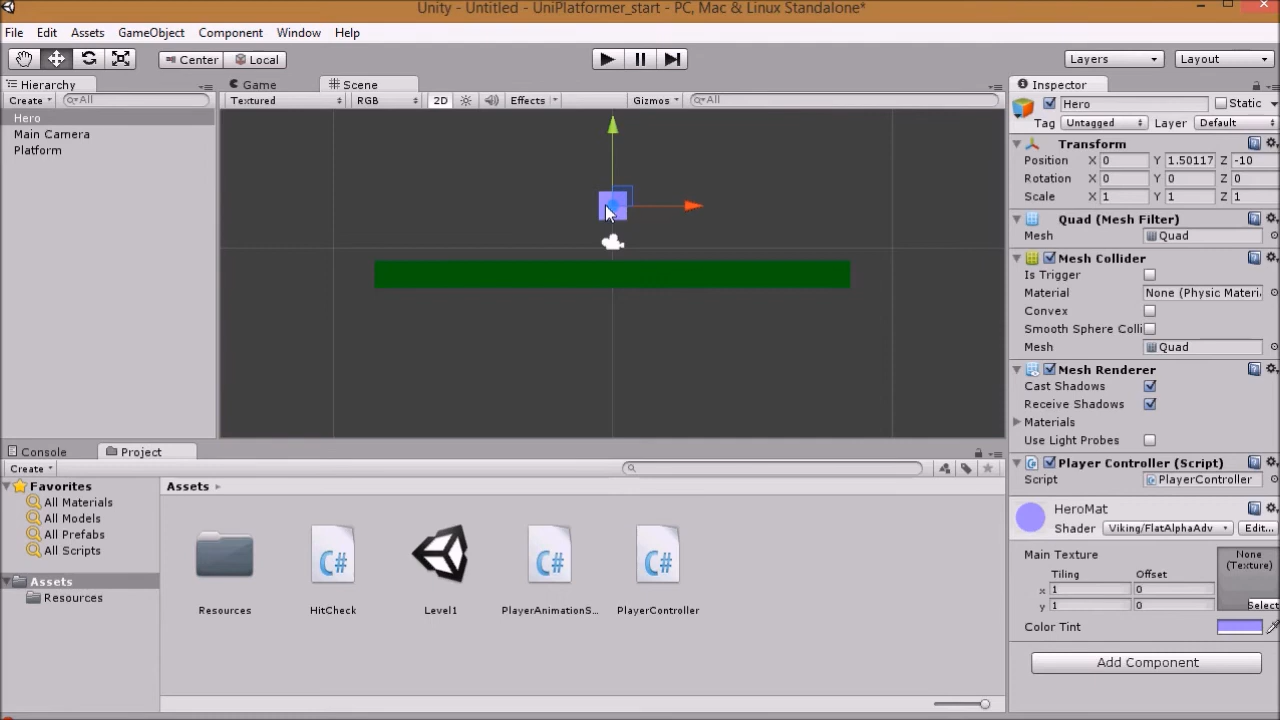 Unity - Untitled - UniPlatformer_start - PC, Mac & Linux Standalone*
File Edit Assets GameObject Component Window Help
Center Local Layers Layout
Hierarchy
Create All
Hero
Main Camera
Platform
Game Scene
Textured RGB 2D Effects Gizmos All
Inspector
Hero Static
Tag Untagged Layer Default
Transform
Position X 0 Y 1.50117 Z -10
Rotation X 0 Y 0 Z 0
Scale X 1 Y 1 Z 1
Quad (Mesh Filter)
Mesh Quad
Mesh Collider
Is Trigger
Material None (Physic Materi
Convex
Smooth Sphere Colli
Mesh Quad
Mesh Renderer
Cast Shadows
Receive Shadows
Materials
Use Light Probes
Player Controller (Script)
Script PlayerController
HeroMat
Shader Viking/FlatAlphaAdv Edit...
Main Texture None
(Texture)
Tiling Offset
x 1 0
y 1 0
Select
Color Tint
Add Component
Console Project
Create
Favorites
All Materials
All Models
All Prefabs
All Scripts
Assets
Resources
Assets
Resources HitCheck Level1 PlayerAnimationS... PlayerController